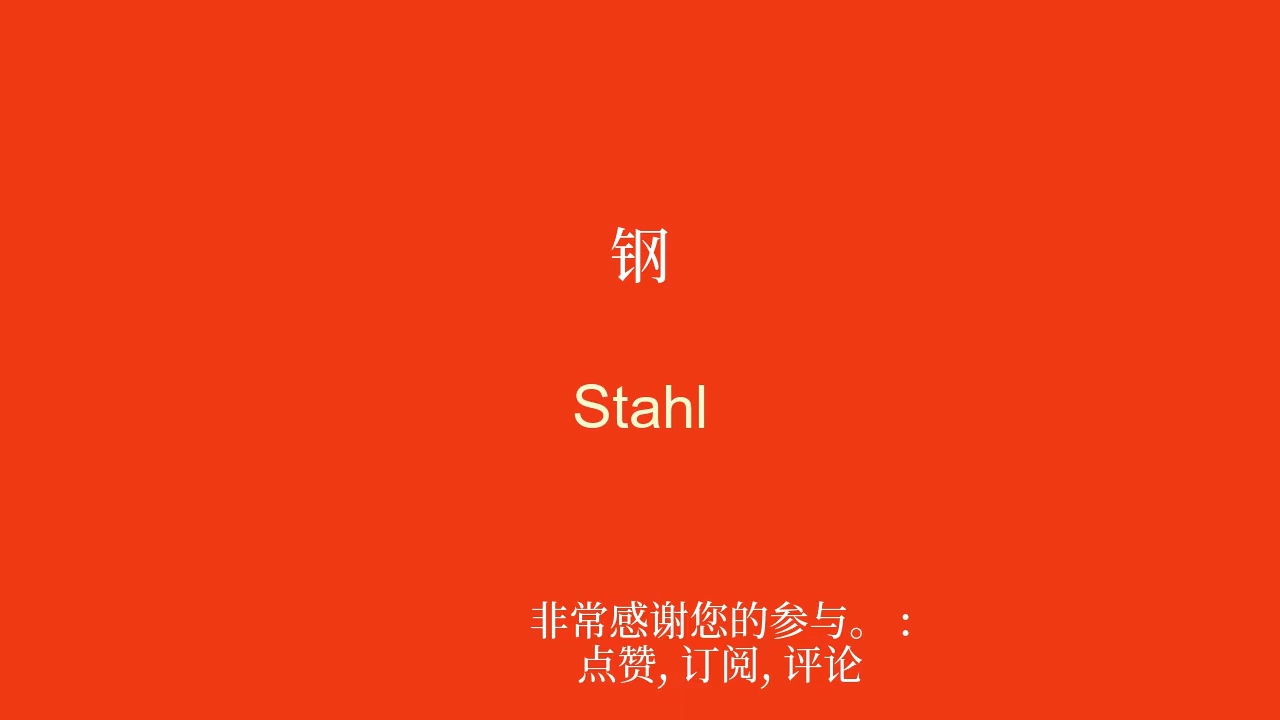 钢
Stahl
非常感谢您的参与。 :
点赞, 订阅, 评论